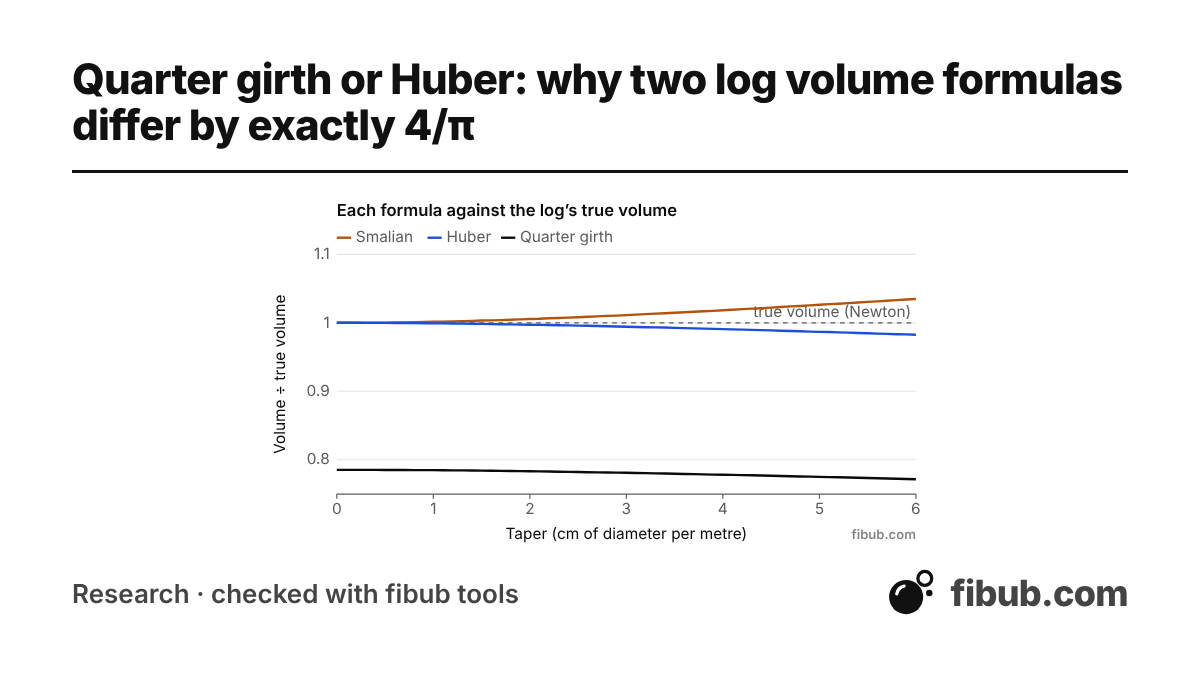 Quarter girth or Huber: why two log volume formulas
differ by exactly 4/π
Each formula against the log’s true volume
Smalian Huber Quarter girth
1.1
1
0.9
0.8
true volume (Newton)
Volume ÷ true volume
0 1 2 3 4 5 6
Taper (cm of diameter per metre)
fibub.com
Research · checked with fibub tools
fibub.com